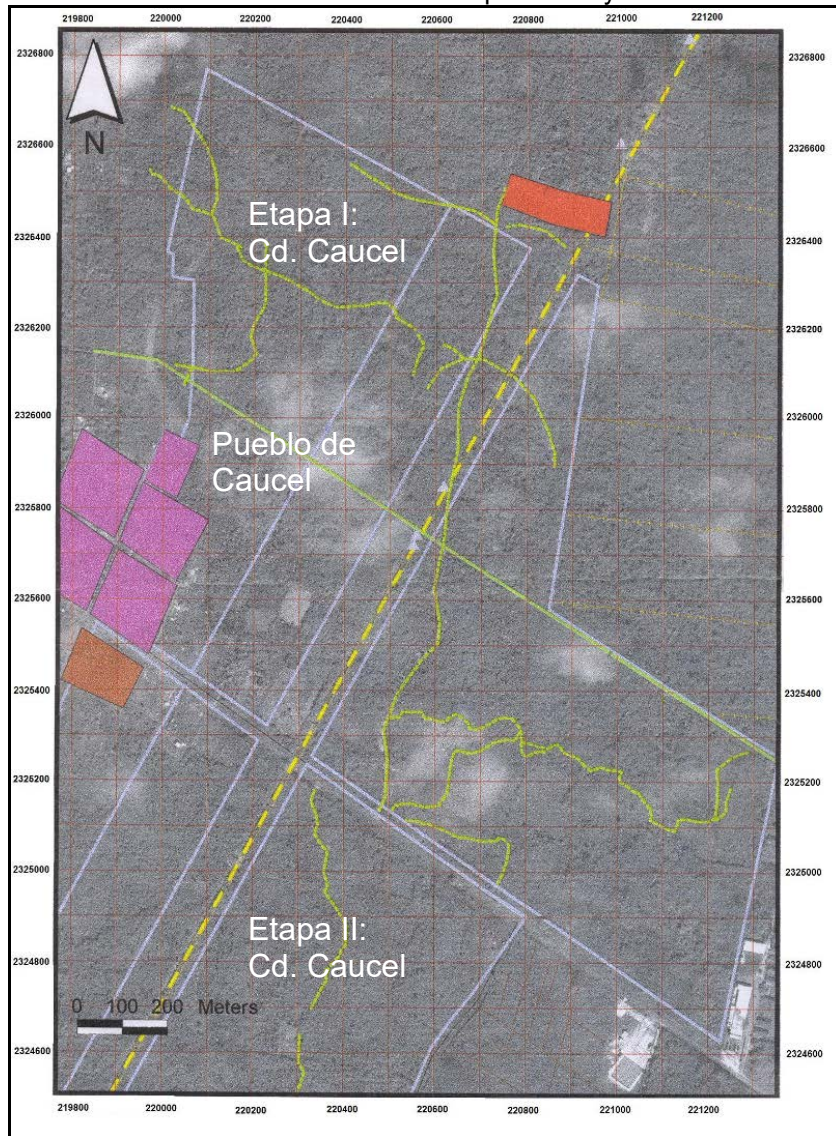 219800 220000 220200 220400 220600 220800 221000 221200
2326800 2326800
N
2326600 2326600
Etapa I:
Cd. Caucel
2326400 2326400
2326200 2326200
2326000 2326000
Pueblo de
Caucel
2325800 2325800
2325600 2325600
2325400 2325400
2325200 2325200
2325000 2325000
Etapa II:
Cd. Caucel
2324800 2324800
0 100 200 Meters
2324600 2324600
219800 220000 220200 220400 220600 220800 221000 221200